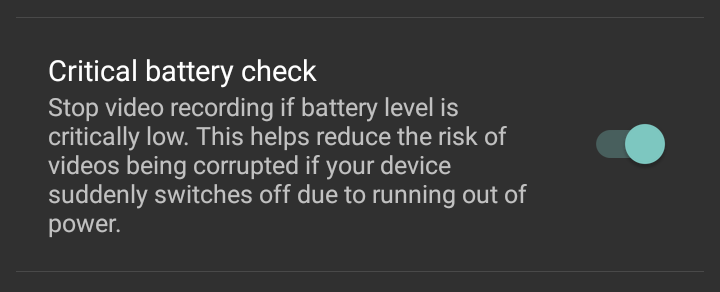 Critical battery check
Stop video recording if battery level is
critically low. This helps reduce the risk of
videos being corrupted if your device
suddenly switches off due to running out of
power.